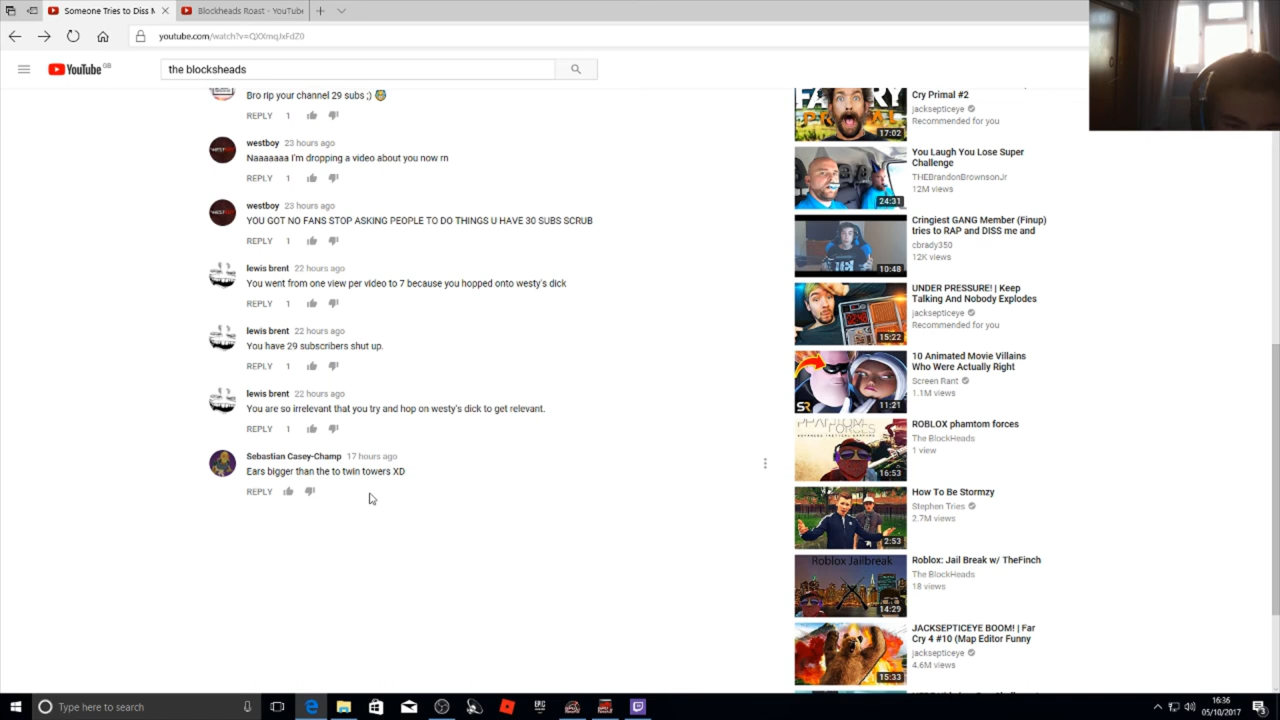 Someone Tries to Diss M
Blockheads Roast - YouTube
youtube.com/watch?v=QXXmqJxFdZ0
YouTube GB
the blocksheads
Bro rip your channel 29 subs ;)
REPLY 1
westboy 23 hours ago
Naaaaaaa I'm dropping a video about you now rn
REPLY 1
westboy 23 hours ago
YOU GOT NO FANS STOP ASKING PEOPLE TO DO THINGS U HAVE 30 SUBS SCRUB
REPLY 1
lewis brent 22 hours ago
You went from one view per video to 7 because you hopped onto westy's dick
REPLY 1
lewis brent 22 hours ago
You have 29 subscribers shut up.
REPLY 1
lewis brent 22 hours ago
You are so irrelevant that you try and hop on westy's dick to get relevant.
REPLY 1
Sebastian Casey-Champ 17 hours ago
Ears bigger than the to twin towers XD
REPLY
Cry Primal #2
jacksepticeye
Recommended for you
17:02
You Laugh You Lose Super
Challenge
THEBrandonBrownsonJr
12M views
24:31
Cringiest GANG Member (Finup)
tries to RAP and DISS me and
cbrady350
12K views
10:48
UNDER PRESSURE! | Keep
Talking And Nobody Explodes
jacksepticeye
Recommended for you
15:22
10 Animated Movie Villains
Who Were Actually Right
Screen Rant
1.1M views
SR
11:21
ROBLOX phamtom forces
The BlockHeads
1 view
PHANTOM
FORCES
16:53
How To Be Stormzy
Stephen Tries
2.7M views
2:53
Roblox: Jail Break w/ TheFinch
The BlockHeads
18 views
Roblox Jailbreak
14:29
JACKSEPTICEYE BOOM! | Far
Cry 4 #10 (Map Editor Funny
jacksepticeye
4.6M views
15:33
Type here to search
EPIC
16:36
05/10/2017
3